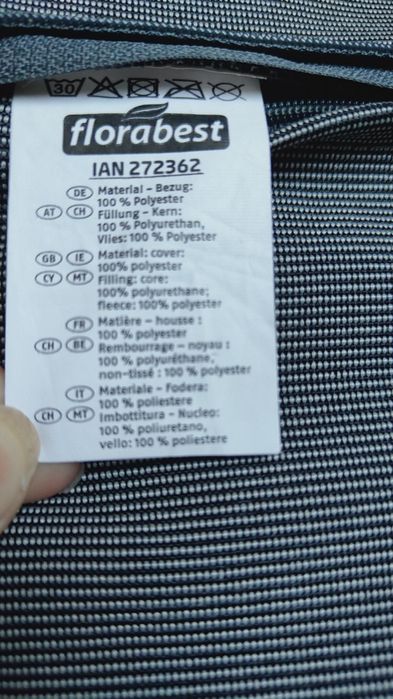 30
florabest
IAN 272362
DE Material – Bezug:
100 % Polyester
AT CH Füllung – Kern:
100 % Polyurethan,
Vlies: 100 % Polyester
GB IE Material: cover:
100% polyester
CY MT Filling: core:
100% polyurethane;
fleece: 100% polyester
FR Matière – housse :
100 % polyester
CH BE Rembourrage – noyau :
100 % polyuréthane,
non-tissé : 100 % polyester
IT Materiale – Fodera:
100 % poliestere
CH MT Imbottitura – Nucleo:
100 % poliuretano,
vello: 100 % poliestere